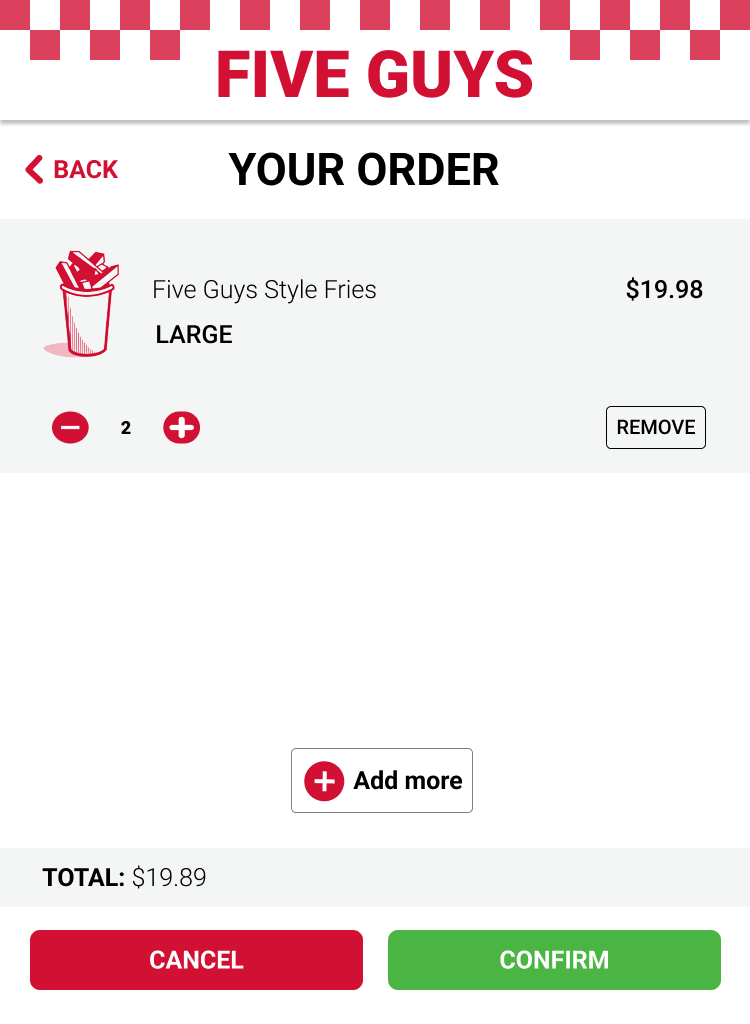 FIVE GUYS
BACK
YOUR ORDER
Five Guys Style Fries
$19.98
LARGE
2
REMOVE
Add more
TOTAL: $19.89
CANCEL
CONFIRM